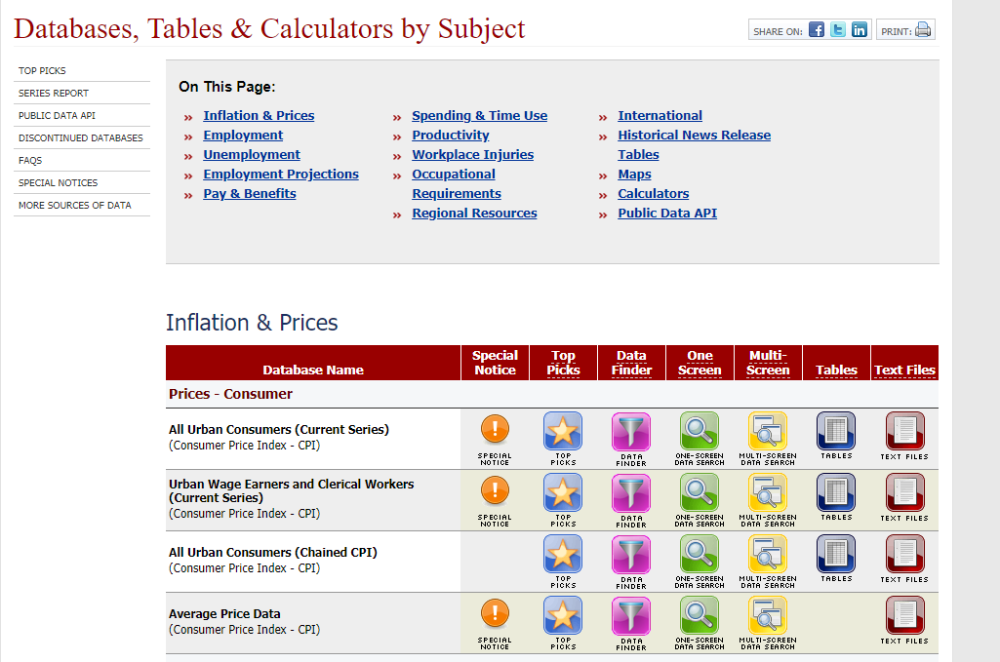 Databases, Tables & Calculators by Subject
SHARE ON:
PRINT:
TOP PICKS
SERIES REPORT
PUBLIC DATA API
DISCONTINUED DATABASES
FAQS
SPECIAL NOTICES
MORE SOURCES OF DATA
On This Page:
» Inflation & Prices
» Employment
» Unemployment
» Employment Projections
» Pay & Benefits
» Spending & Time Use
» Productivity
» Workplace Injuries
» Occupational
Requirements
» Regional Resources
» International
» Historical News Release
Tables
» Maps
» Calculators
» Public Data API
Inflation & Prices
Database Name
Special
Notice
Top
Picks
Data
Finder
One
Screen
Multi-
Screen
Tables
Text Files
Prices - Consumer
All Urban Consumers (Current Series)
(Consumer Price Index - CPI)
SPECIAL
NOTICE
TOP
PICKS
DATA
FINDER
ONE-SCREEN
DATA SEARCH
MULTI-SCREEN
DATA SEARCH
TABLES
TEXT FILES
Urban Wage Earners and Clerical Workers
(Current Series)
(Consumer Price Index - CPI)
SPECIAL
NOTICE
TOP
PICKS
DATA
FINDER
ONE-SCREEN
DATA SEARCH
MULTI-SCREEN
DATA SEARCH
TABLES
TEXT FILES
All Urban Consumers (Chained CPI)
(Consumer Price Index - CPI)
TOP
PICKS
DATA
FINDER
ONE-SCREEN
DATA SEARCH
MULTI-SCREEN
DATA SEARCH
TABLES
TEXT FILES
Average Price Data
(Consumer Price Index - CPI)
SPECIAL
NOTICE
TOP
PICKS
DATA
FINDER
ONE-SCREEN
DATA SEARCH
MULTI-SCREEN
DATA SEARCH
TEXT FILES